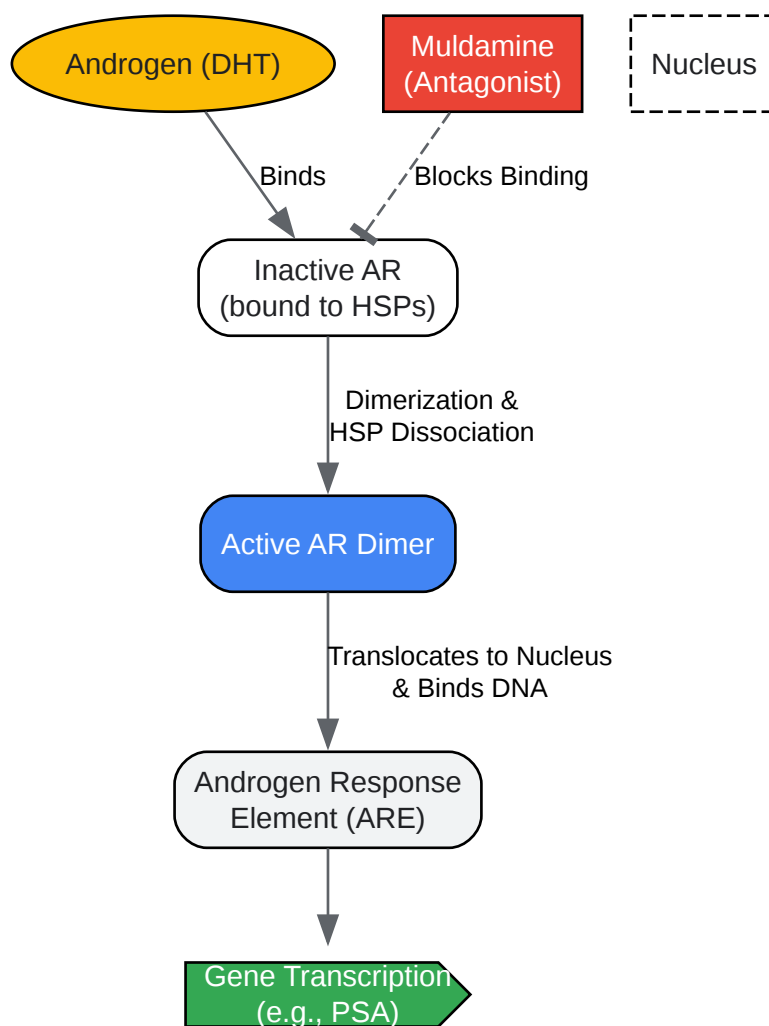 Androgen (DHT)
Muldamine
(Antagonist)
Nucleus
Binds
Blocks Binding
Inactive AR
(bound to HSPs)
Dimerization &
HSP Dissociation
Active AR Dimer
Translocates to Nucleus
& Binds DNA
Androgen Response
Element (ARE)
Gene Transcription
(e.g., PSA)